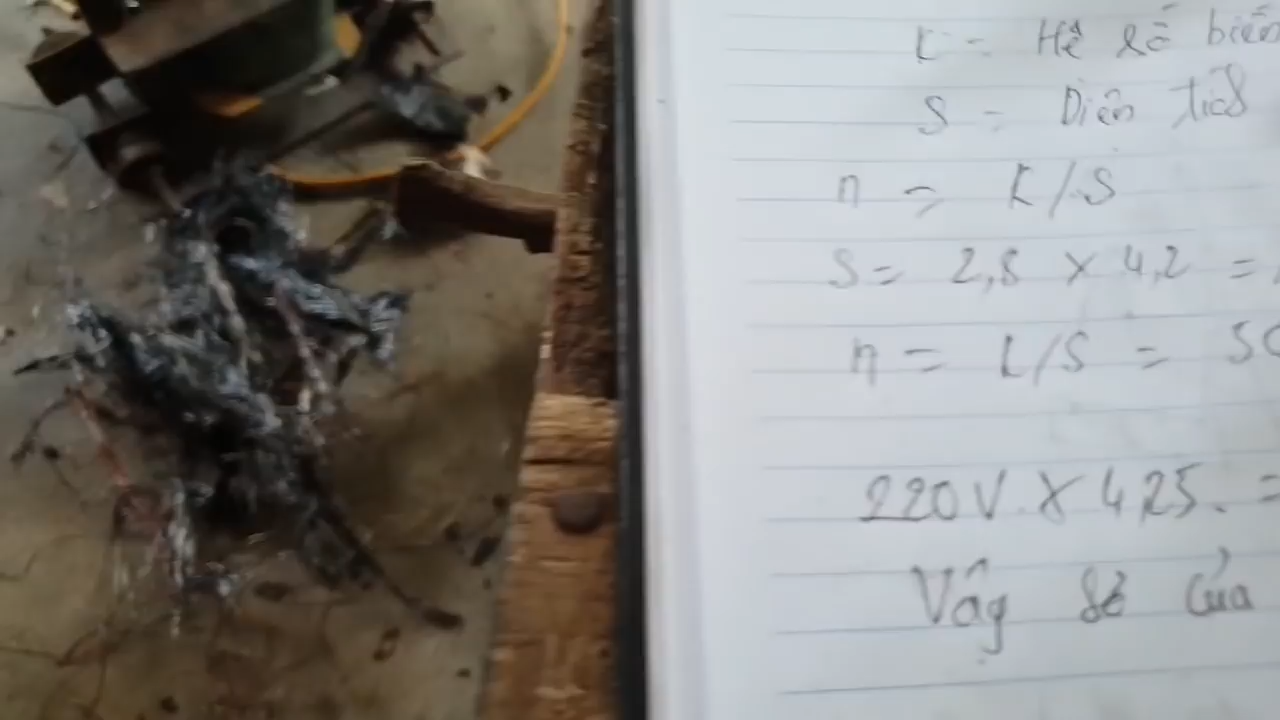 K = Hệ số biến
S = Diện tích
n = K/S
S = 2,8 x 4,2 =
n = K/S = 50
220V x 4,25. =
Vậy số của